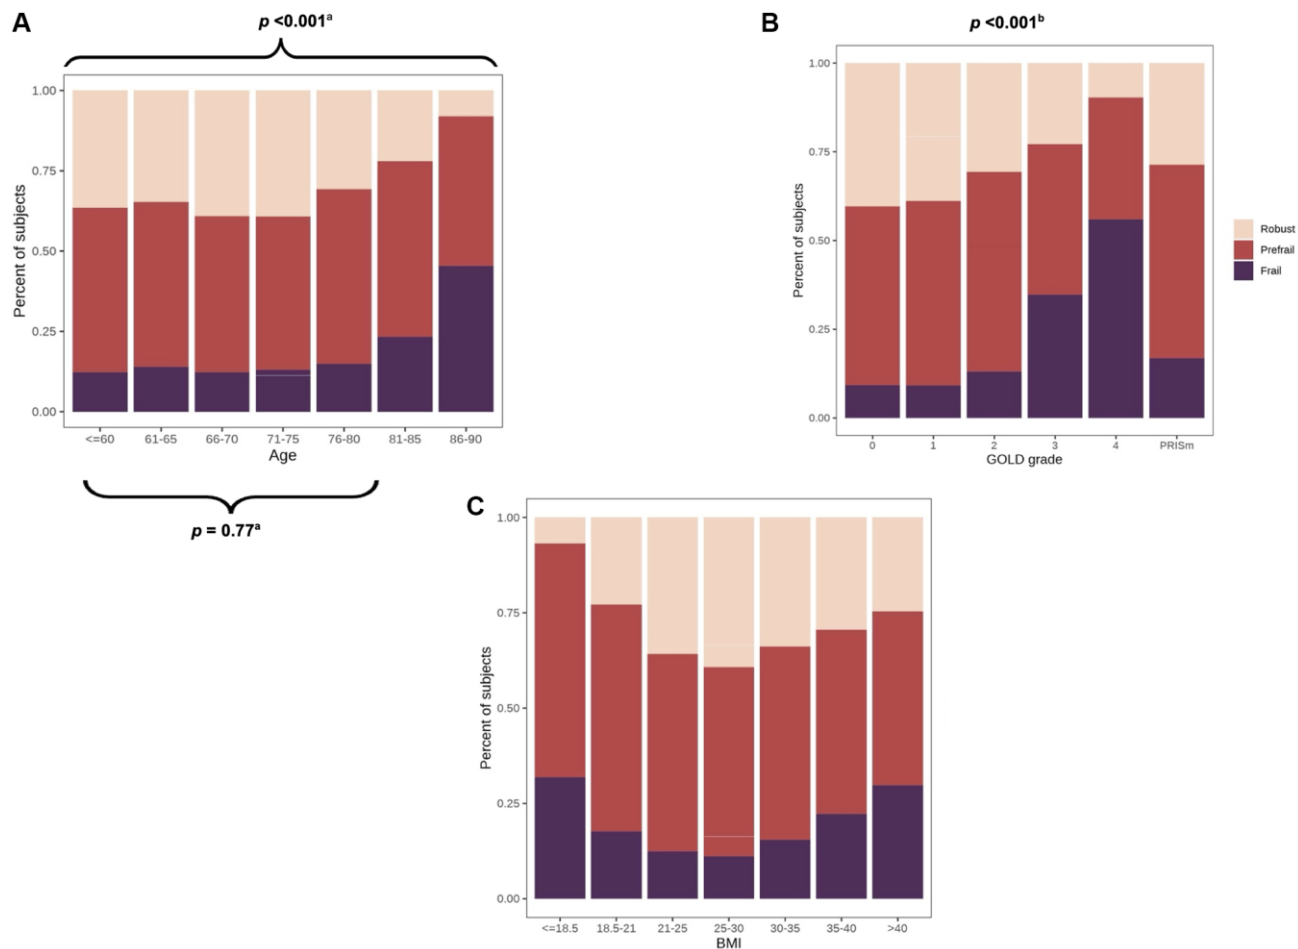 A
p <0.001a
1.00
0.75
0.50
0.25
0.00
Percent of subjects
<=60 61-65 66-70 71-75 76-80 81-85 86-90
Age
p = 0.77a
B
p <0.001b
1.00
0.75
0.50
0.25
0.00
Percent of subjects
0 1 2 3 4 PRISm
GOLD grade
Robust
Prefrail
Frail
C
1.00
0.75
0.50
0.25
0.00
Percent of subjects
<=18.5 18.5-21 21-25 25-30 30-35 35-40 >40
BMI